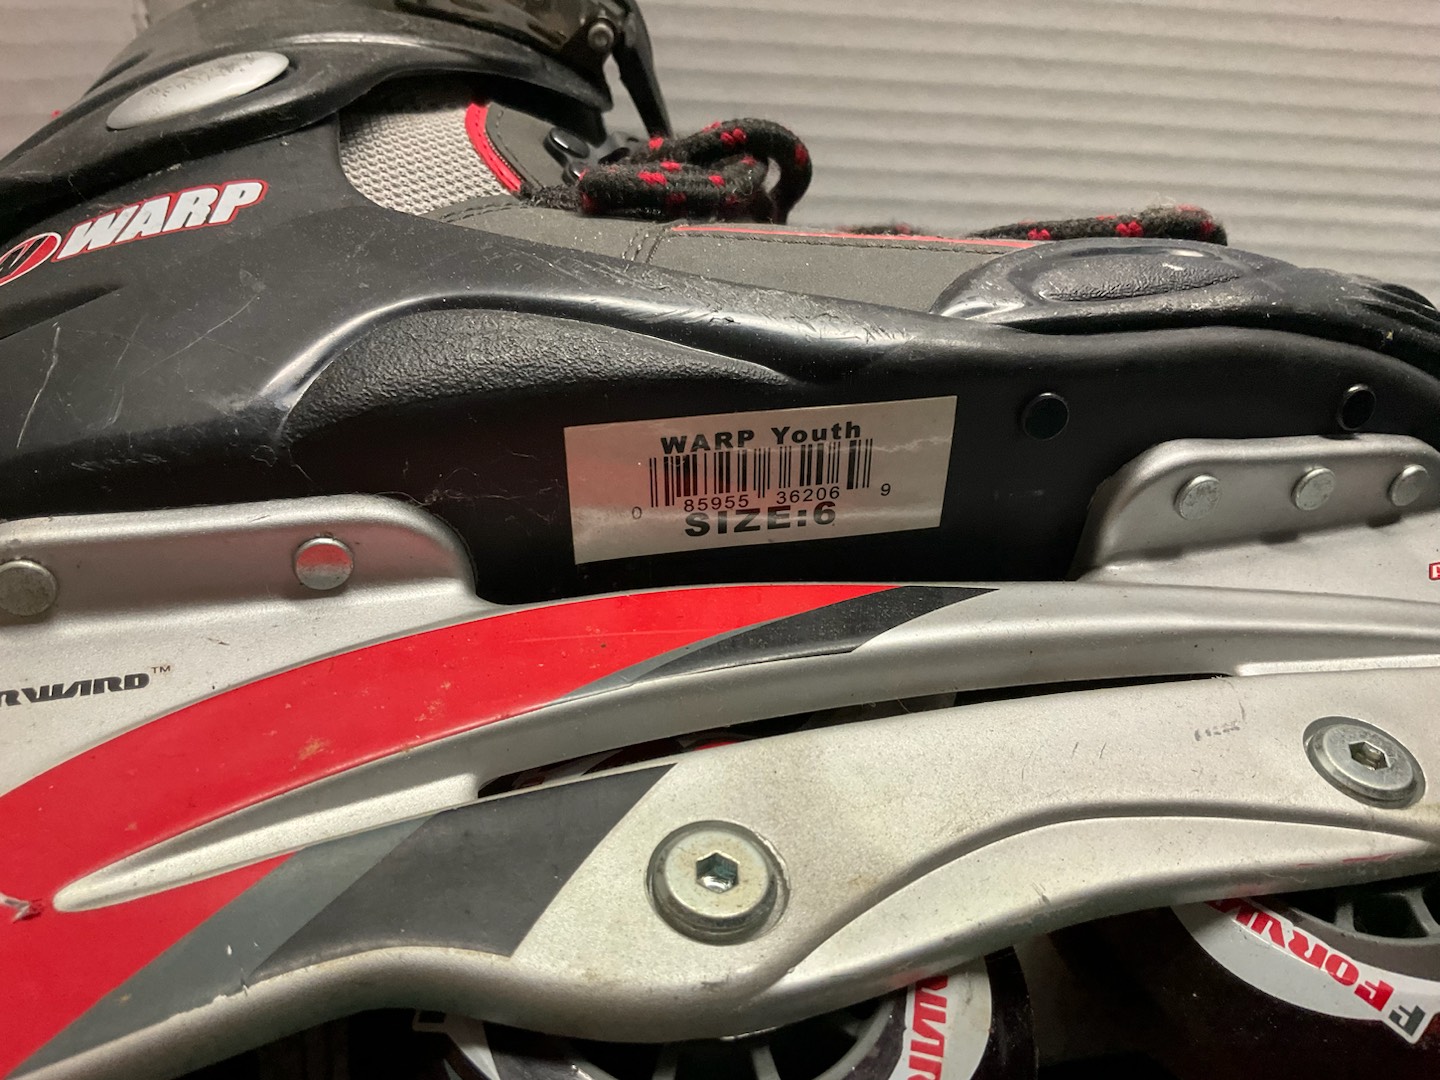 WARP
WARP Youth
0 85955 36206 9
SIZE:6
RWARD™
FORW